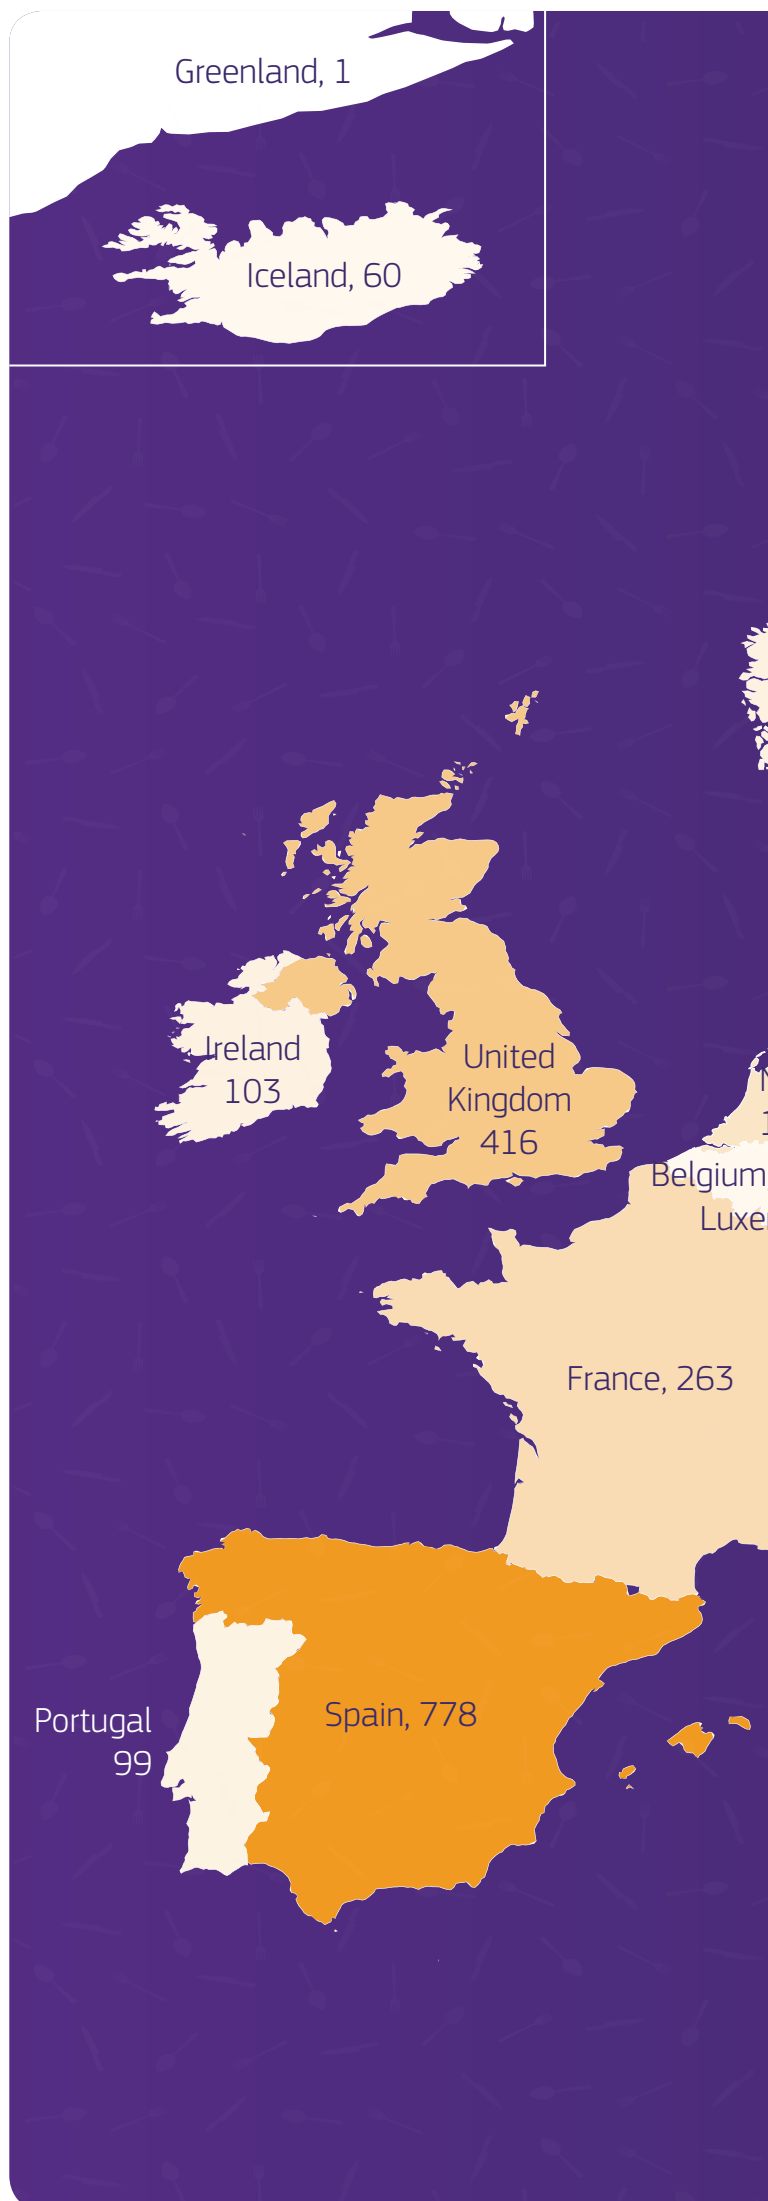 Greenland, 1
Iceland, 60
Ireland
103
United
Kingdom
416
Belgium
France, 263
Spain, 778
Portugal
99